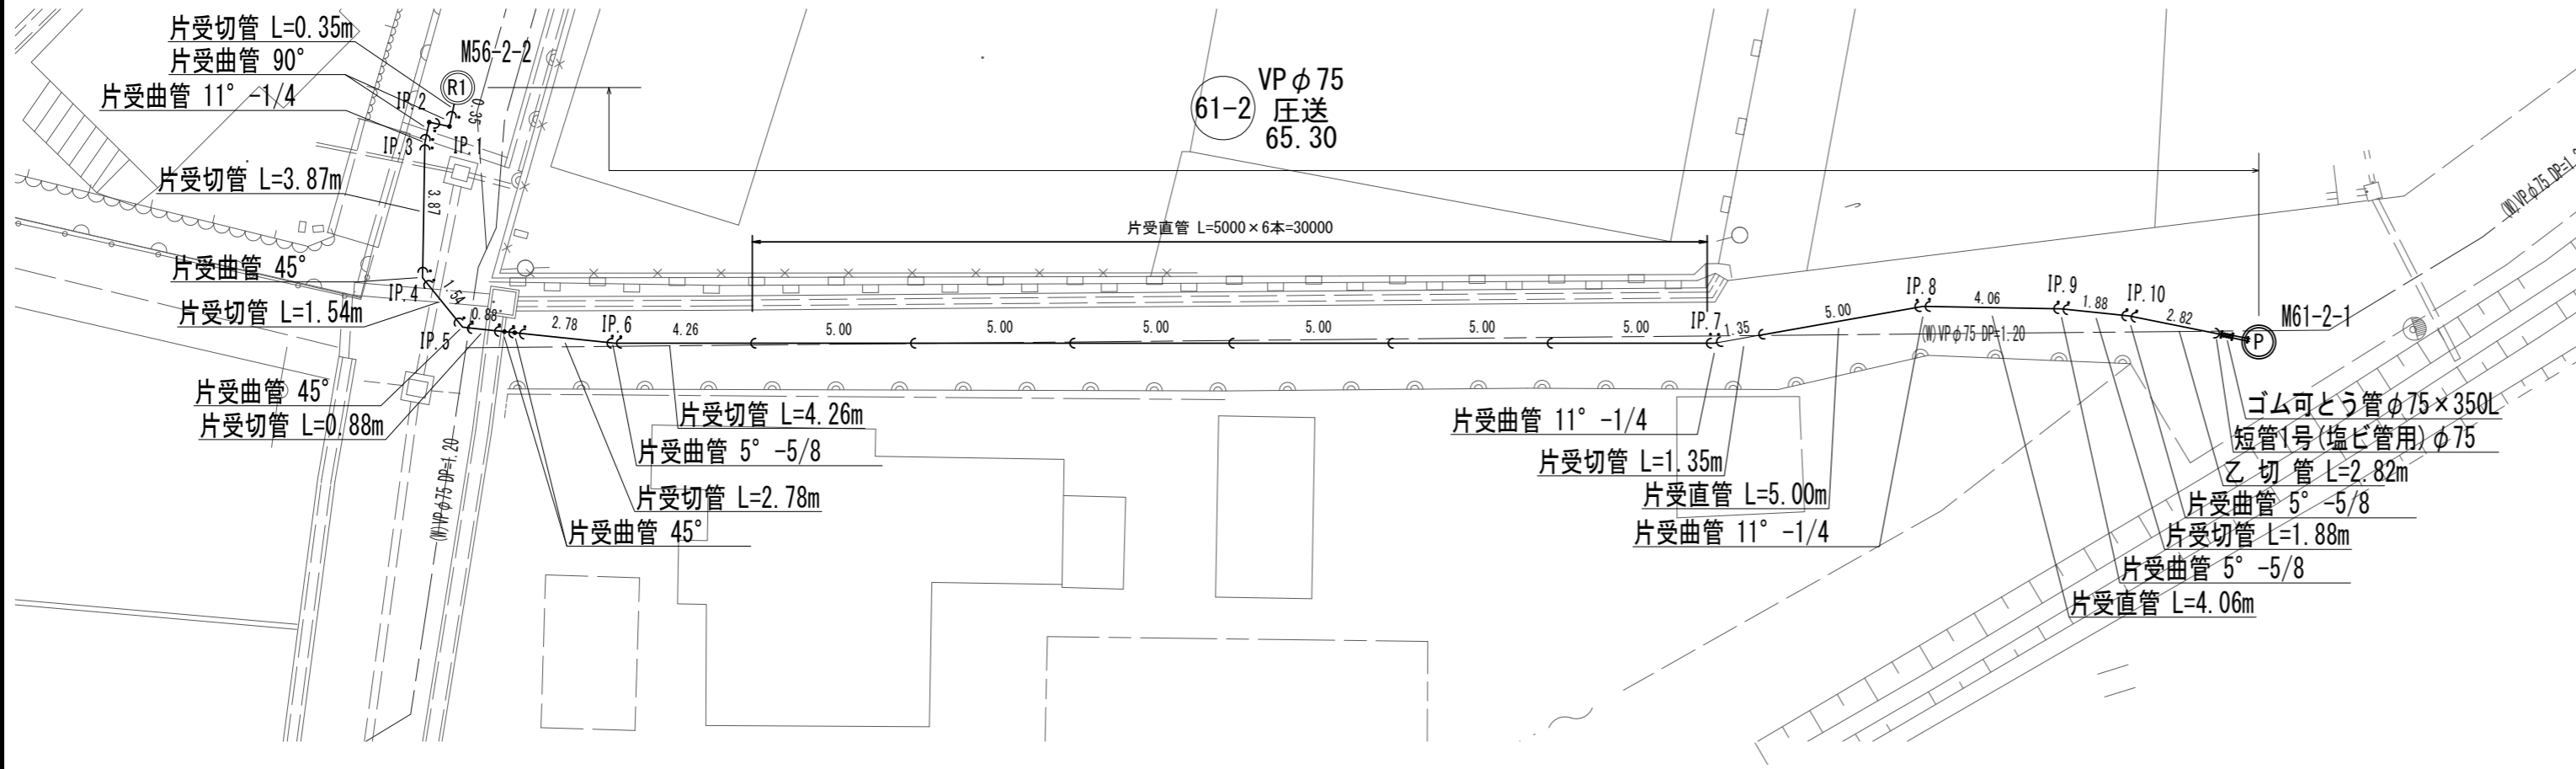 片受切管 L=0.35m
片受曲管 90°
片受曲管 11° -1/4
M56-2-2
R1
IP.2
0.35
IP.3
IP.1
片受切管 L=3.87m
3.87
61-2
VPφ75
圧送
65.30
片受直管 L=5000×6本=30000
片受曲管 45°
IP.4
1.54
片受切管 L=1.54m
0.88
IP.5
2.78
IP.6
4.26
5.00
5.00
5.00
5.00
5.00
5.00
IP.7
1.35
5.00
IP.8
4.06
IP.9
1.88
IP.10
2.82
M61-2-1
P
(W)VPφ75 DP=1.20
(W)VPφ75 DP=1.2
片受曲管 45°
片受切管 L=0.88m
(W)VPφ75 DP=1.20
片受切管 L=4.26m
片受曲管 5° -5/8
片受切管 L=2.78m
片受曲管 45°
片受曲管 11° -1/4
片受切管 L=1.35m
片受直管 L=5.00m
片受曲管 11° -1/4
ゴム可とう管φ75×350L
短管1号(塩ビ管用)φ75
乙 切 管 L=2.82m
片受曲管 5° -5/8
片受切管 L=1.88m
片受曲管 5° -5/8
片受直管 L=4.06m